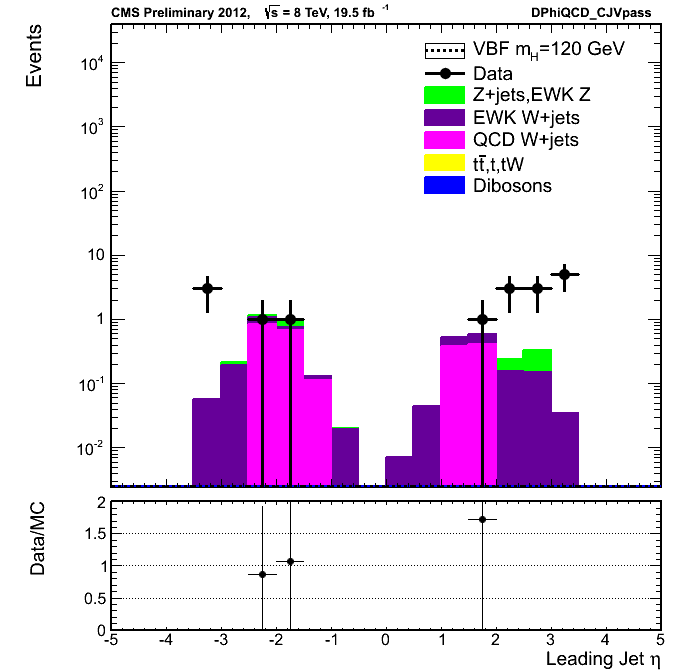 CMS Preliminary 2012, √s = 8 TeV, 19.5 fb⁻¹ DPhiQCD_CJVpass
Events
VBF m_H=120 GeV
Data
Z+jets,EWK Z
EWK W+jets
QCD W+jets
tt̄,t,tW
Dibosons
10⁴
10³
10²
10
1
10⁻¹
10⁻²
Data/MC
2
1.5
1
0.5
0
-5 -4 -3 -2 -1 0 1 2 3 4 5
Leading Jet η